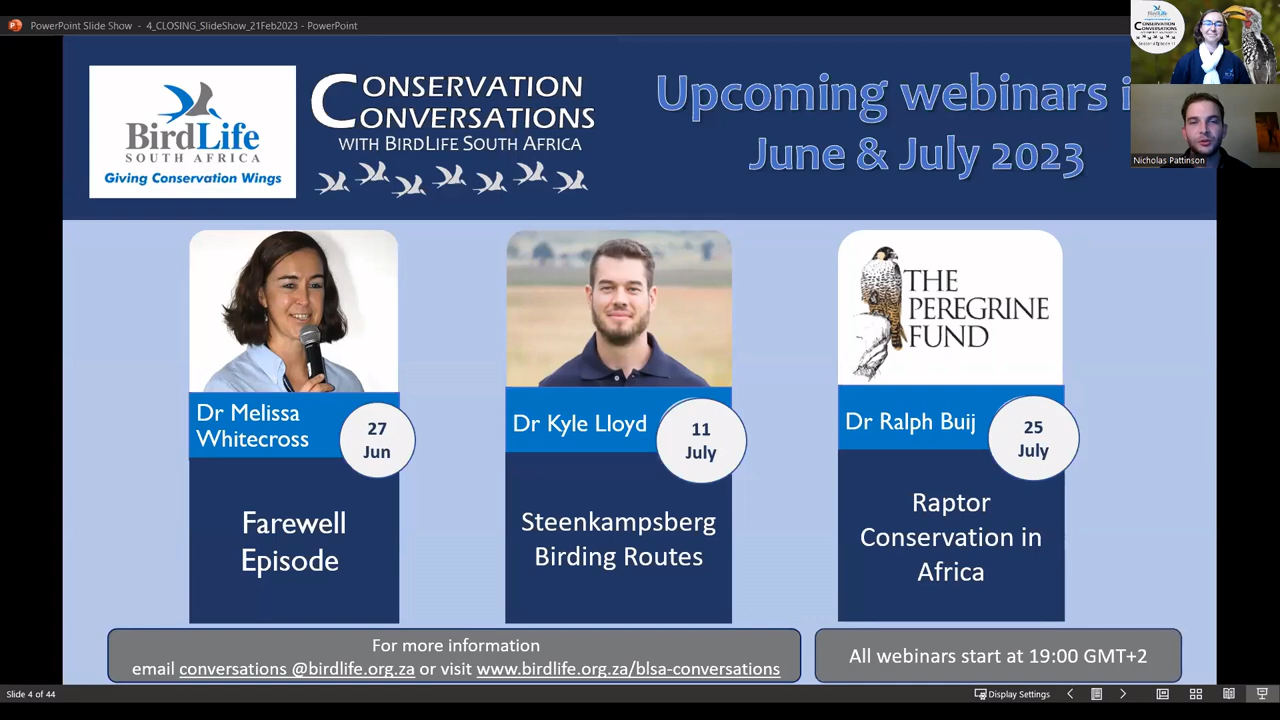 PowerPoint Slide Show - 4_CLOSING_SlideShow_21Feb2023 - PowerPoint
BirdLife
SOUTH AFRICA
Giving Conservation Wings
CONSERVATION
CONVERSATIONS
WITH BIRDLIFE SOUTH AFRICA
Upcoming webinars i
June & July 2023
BirdLife
CONSERVATION
CONVERSATIONS
Nicholas Pattinson
THE
PEREGRINE
FUND
Dr Melissa
Whitecross
27
Jun
Farewell
Episode
Dr Kyle Lloyd
11
July
Steenkampsberg
Birding Routes
Dr Ralph Buij
25
July
Raptor
Conservation in
Africa
For more information
email conversations @birdlife.org.za or visit www.birdlife.org.za/blsa-conversations
All webinars start at 19:00 GMT+2
Slide 4 of 44
Display Settings